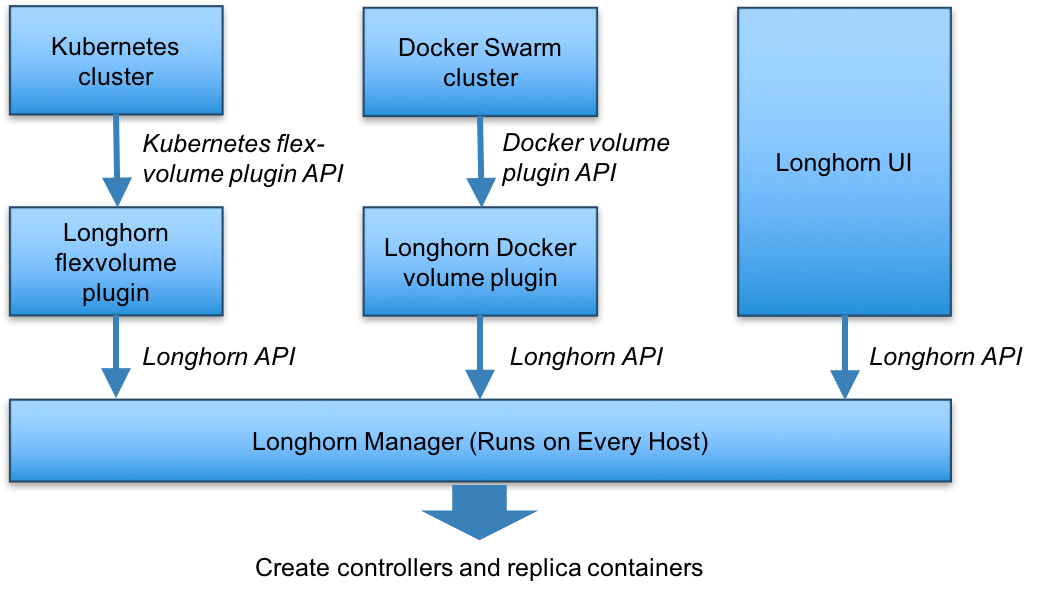 Kubernetes
cluster
Docker Swarm
cluster
Longhorn UI
Kubernetes flex-
volume plugin API
Docker volume
plugin API
Longhorn
flexvolume
plugin
Longhorn Docker
volume plugin
Longhorn API
Longhorn API
Longhorn API
Longhorn Manager (Runs on Every Host)
Create controllers and replica containers